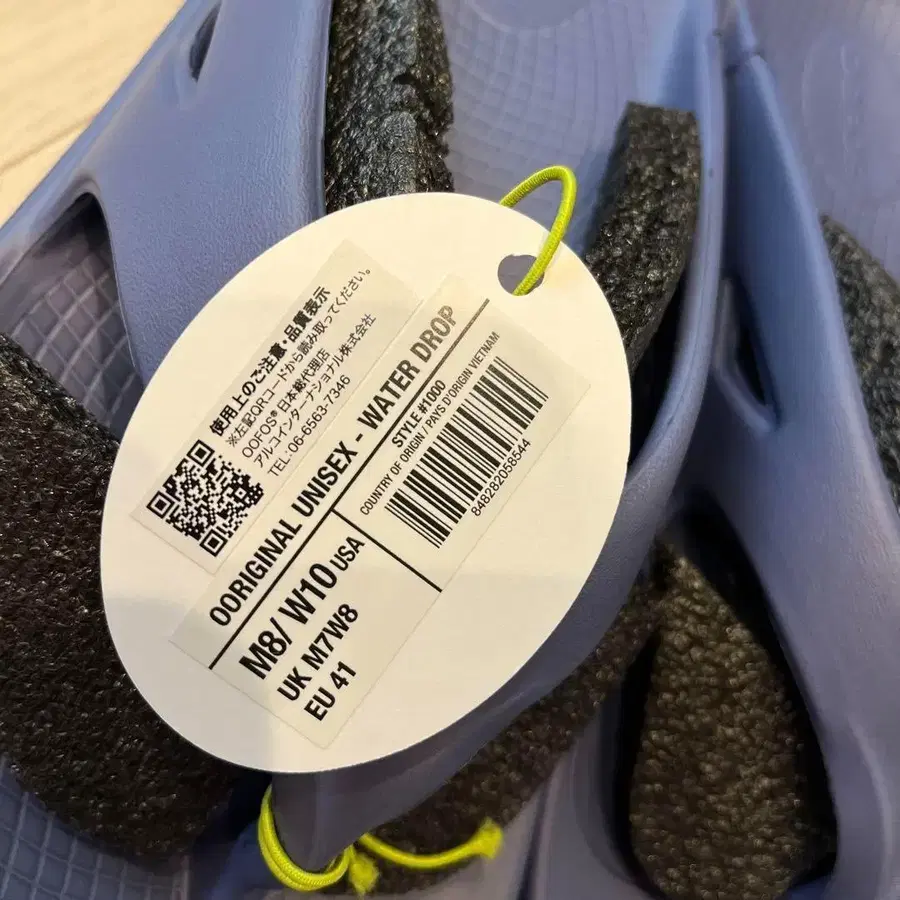 使用上のご注意・品質表示
※左記QRコードから読み取ってください。
OOFOS® 日本総代理店
アルコインターナショナル株式会社
TEL:06-6563-7346
OORIGINAL UNISEX - WATER DROP
STYLE #1000
COUNTRY OF ORIGIN / PAYS D'ORIGIN VIETNAM
848282058544
M8/ W10 USA
UK M7W8
EU 41